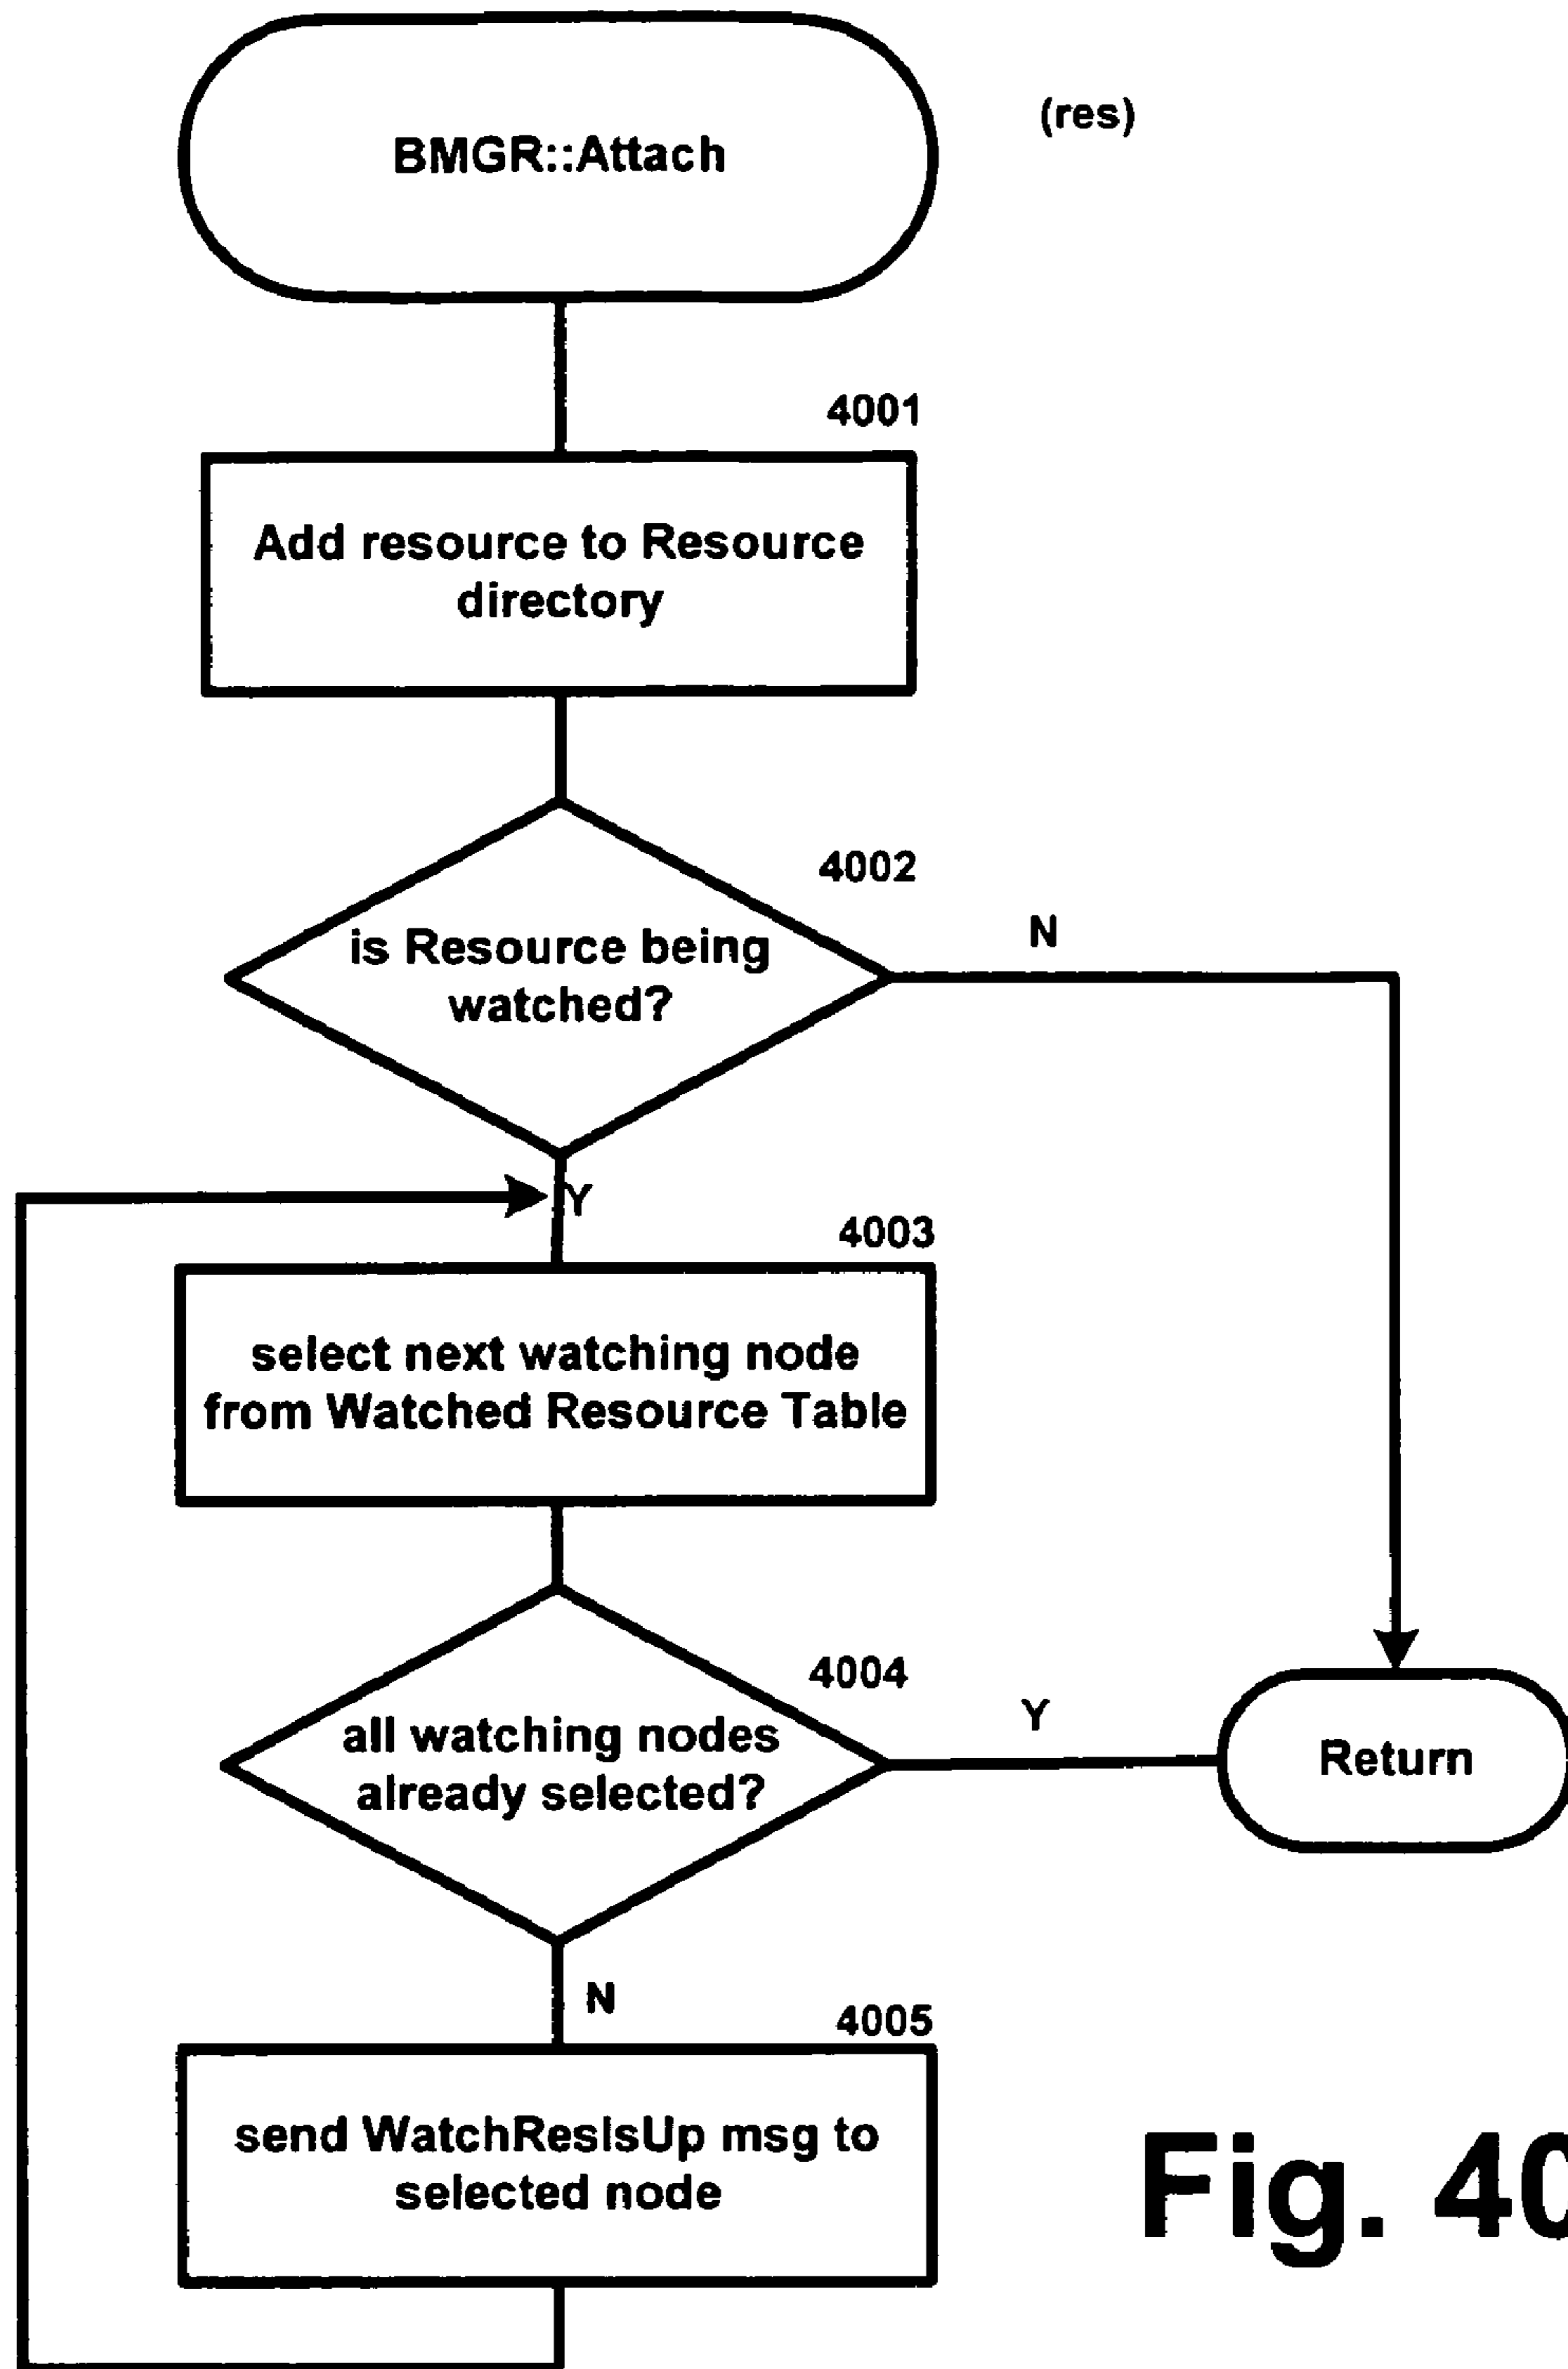 BMGR::Attach
(res)
4001
Add resource to Resource
directory
4002
is Resource being
watched?
N
Y
4003
select next watching node
from Watched Resource Table
4004
all watching nodes
already selected?
Y
Return
N
4005
send WatchResIsUp msg to
selected node
Fig. 40